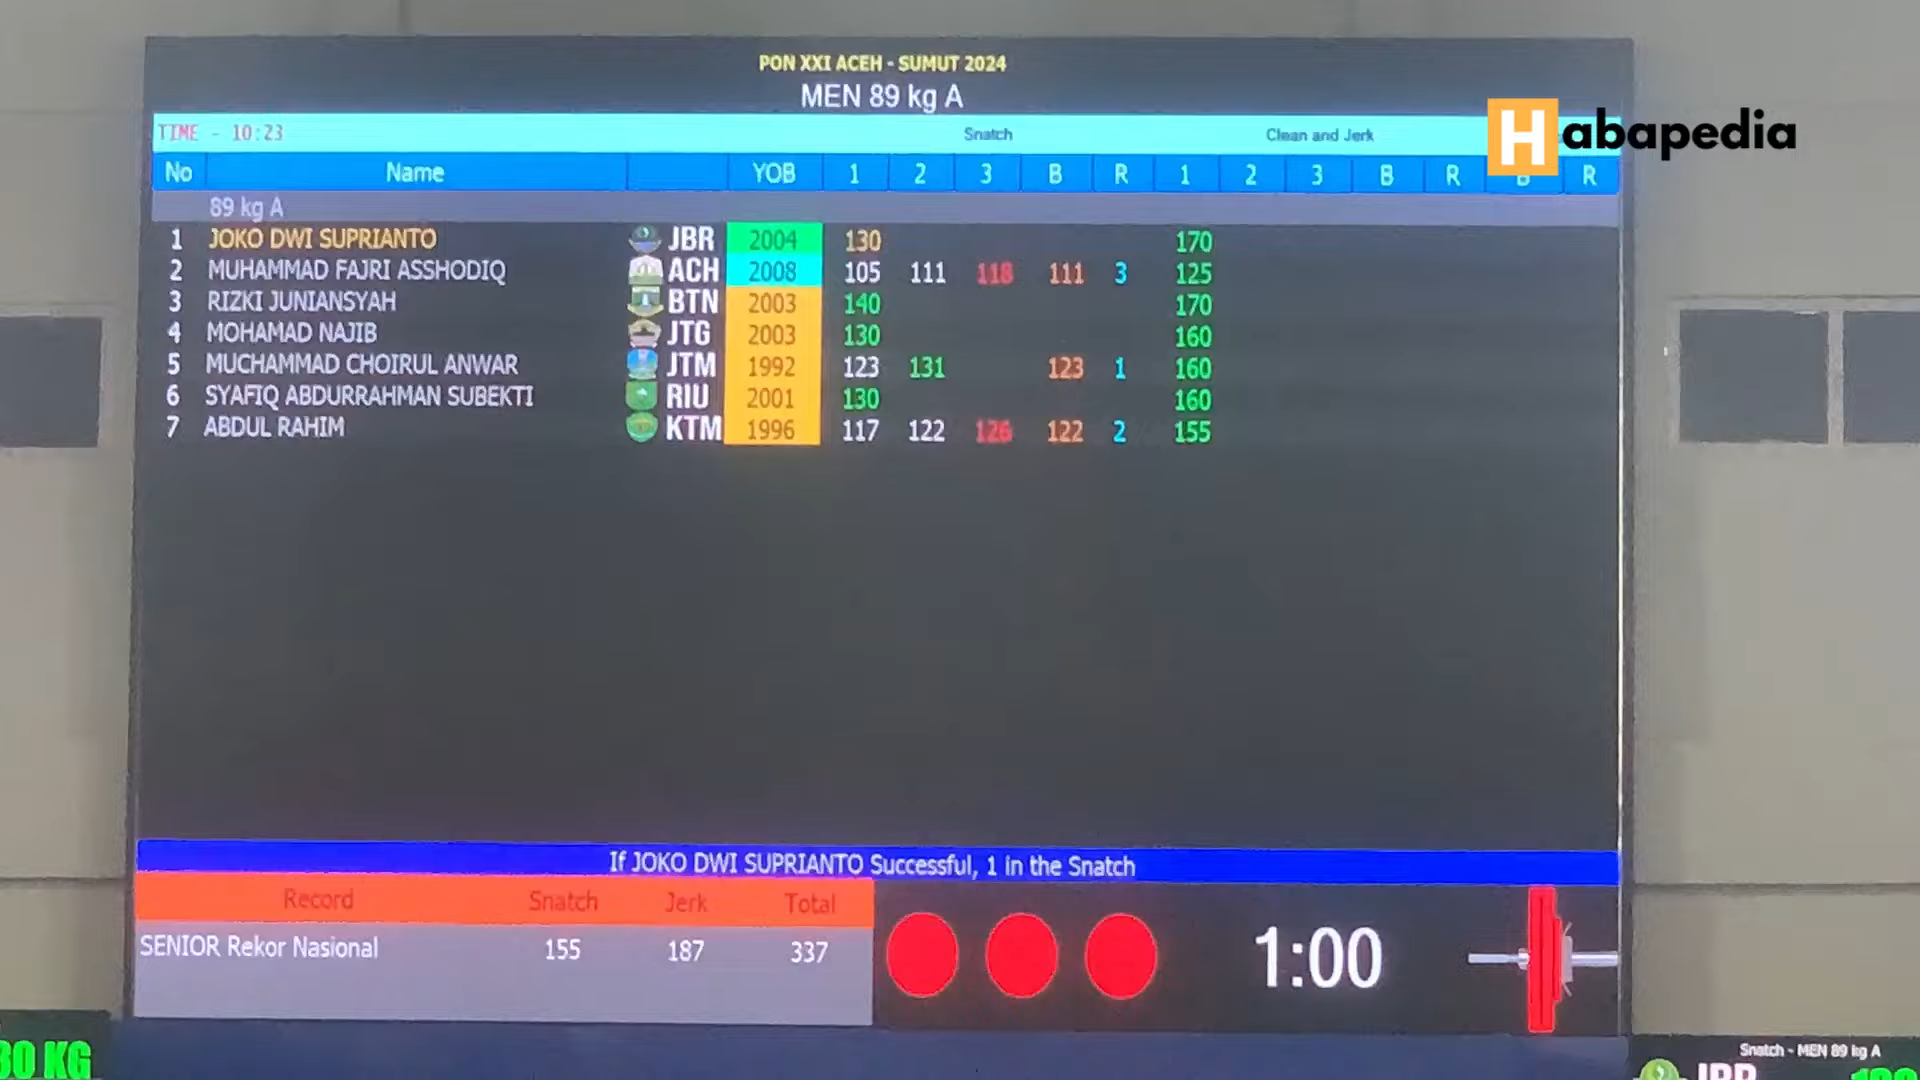 PON XXI ACEH - SUMUT 2024
MEN 89 kg A
Habapedia
TIME - 10:23 Snatch Clean and Jerk
No Name YOB 1 2 3 B R 1 2 3 B R B R
89 kg A
1 JOKO DWI SUPRIANTO JBR 2004 130 170
2 MUHAMMAD FAJRI ASSHODIQ ACH 2008 105 111 118 111 3 125
3 RIZKI JUNIANSYAH BTN 2003 140 170
4 MOHAMAD NAJIB JTG 2003 130 160
5 MUCHAMMAD CHOIRUL ANWAR JTM 1992 123 131 123 1 160
6 SYAFIQ ABDURRAHMAN SUBEKTI RIU 2001 130 160
7 ABDUL RAHIM KTM 1996 117 122 126 122 2 155
If JOKO DWI SUPRIANTO Successful, 1 in the Snatch
Record Snatch Jerk Total
SENIOR Rekor Nasional 155 187 337
1:00
30 KG
Snatch - MEN 89 kg A
JBR